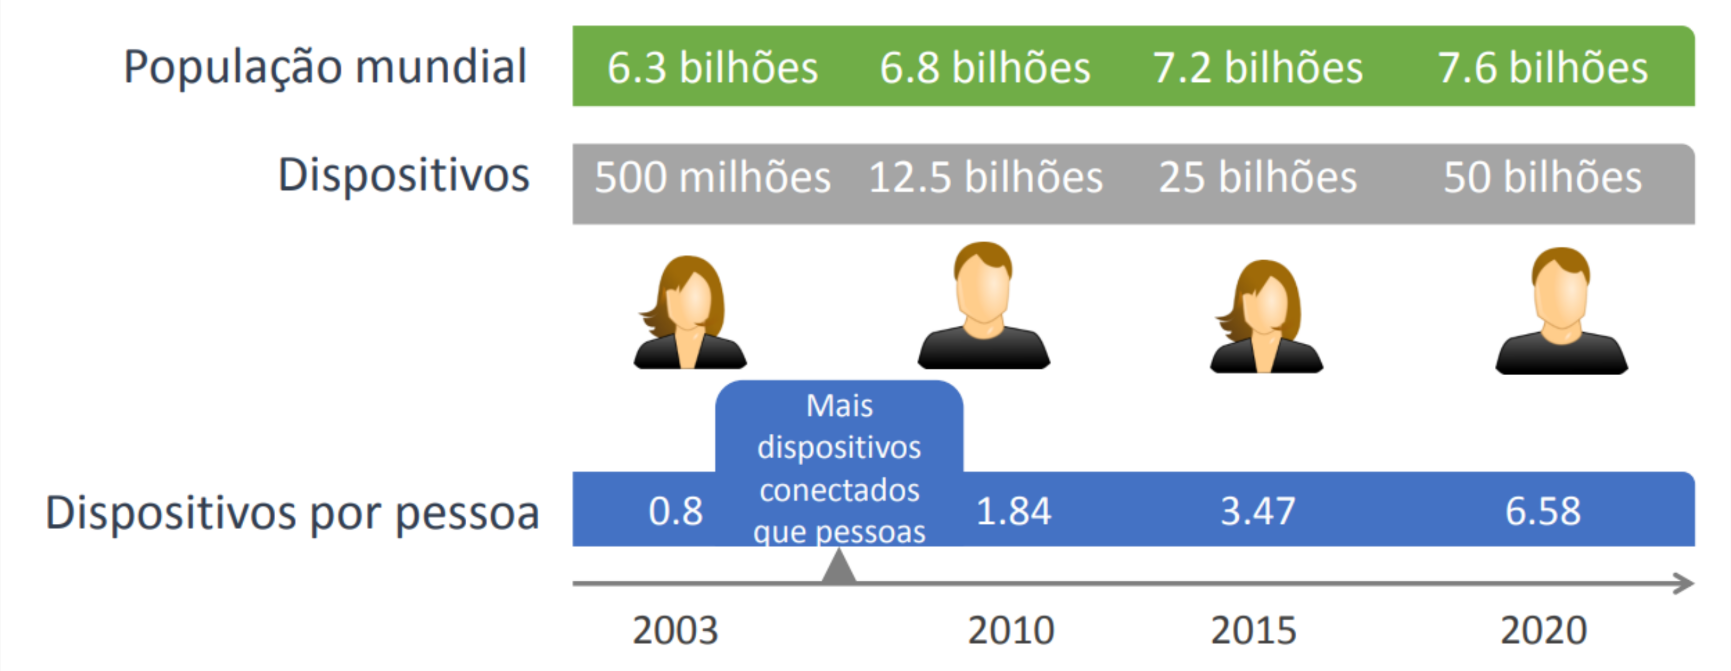 População mundial 6.3 bilhões 6.8 bilhões 7.2 bilhões 7.6 bilhões
Dispositivos 500 milhões 12.5 bilhões 25 bilhões 50 bilhões
Mais
dispositivos
conectados
que pessoas
Dispositivos por pessoa 0.8 1.84 3.47 6.58
2003 2010 2015 2020